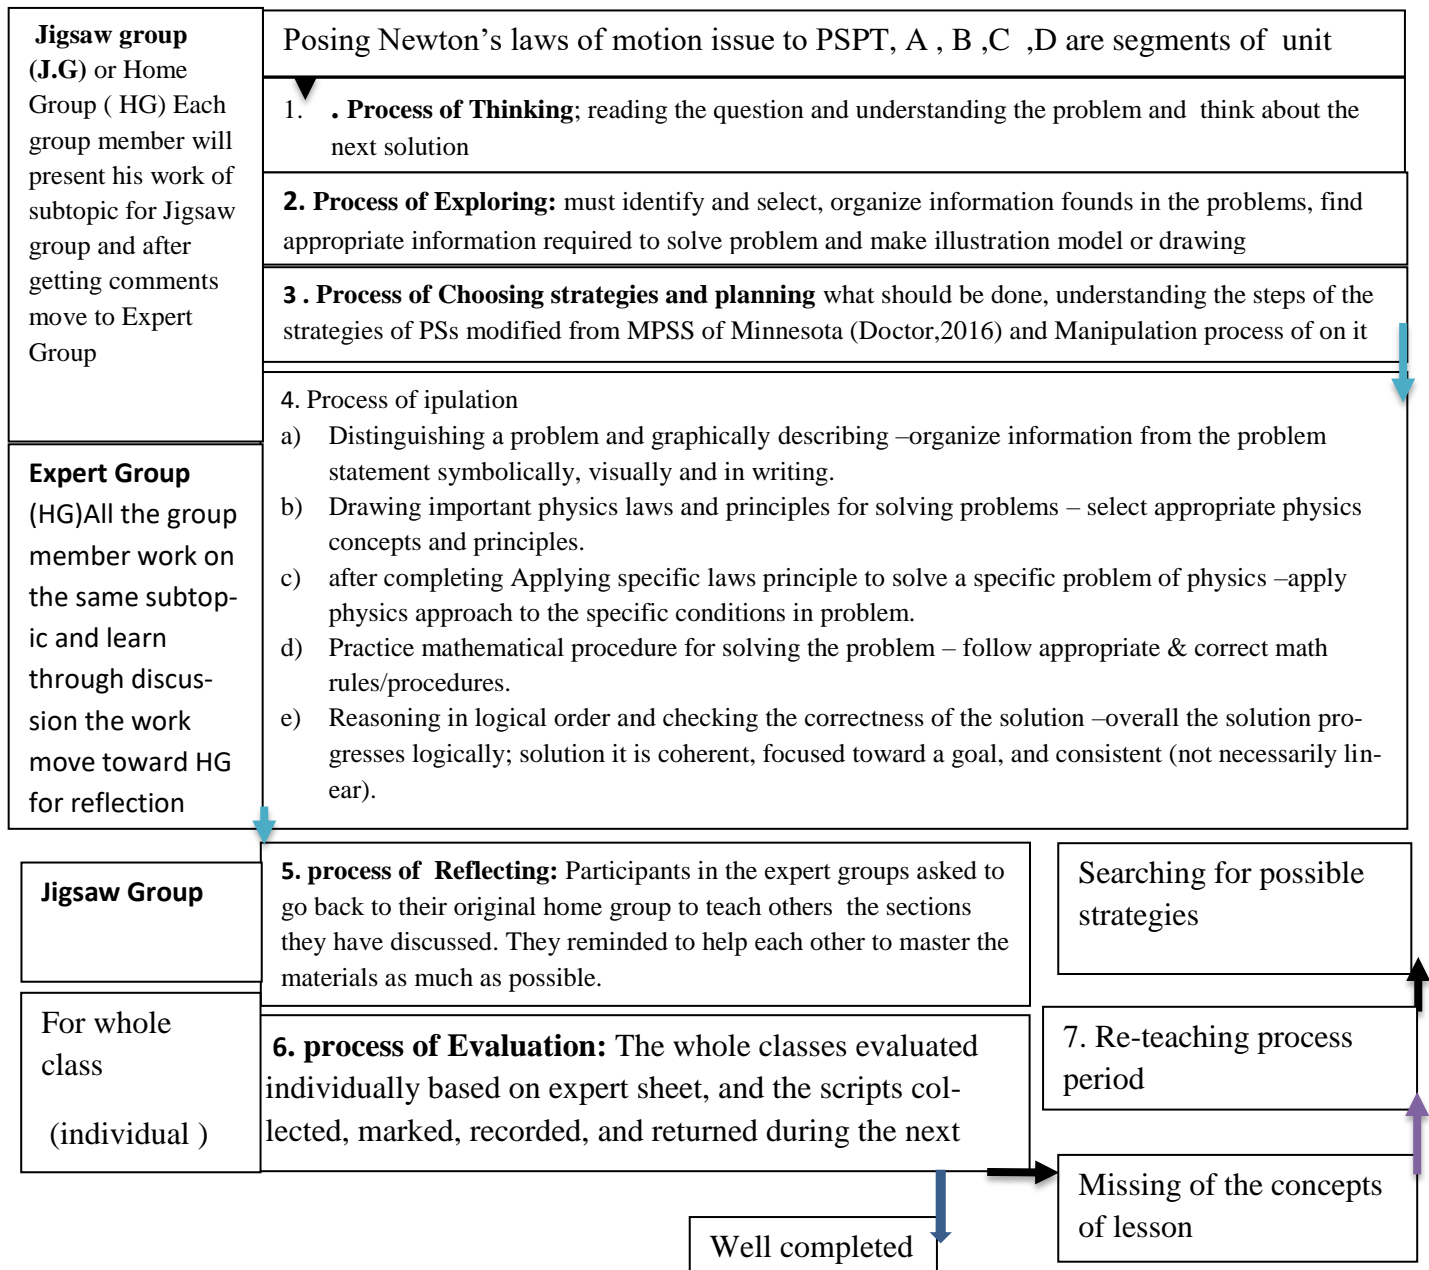 Jigsaw group
(J.G) or Home
Group ( HG) Each
group member will
present his work of
subtopic for Jigsaw
group and after
getting comments
move to Expert
Group
Posing Newton’s laws of motion issue to PSPT, A , B ,C ,D are segments of unit
1. . Process of Thinking; reading the question and understanding the problem and think about the
next solution
2. Process of Exploring: must identify and select, organize information founds in the problems, find
appropriate information required to solve problem and make illustration model or drawing
3 . Process of Choosing strategies and planning what should be done, understanding the steps of the
strategies of PSs modified from MPSS of Minnesota (Doctor,2016) and Manipulation process of on it
Expert Group
(HG)All the group
member work on
the same subtop-
ic and learn
through discus-
sion the work
move toward HG
for reflection
4. Process of ipulation
a) Distinguishing a problem and graphically describing –organize information from the problem
statement symbolically, visually and in writing.
b) Drawing important physics laws and principles for solving problems – select appropriate physics
concepts and principles.
c) after completing Applying specific laws principle to solve a specific problem of physics –apply
physics approach to the specific conditions in problem.
d) Practice mathematical procedure for solving the problem – follow appropriate & correct math
rules/procedures.
e) Reasoning in logical order and checking the correctness of the solution –overall the solution pro-
gresses logically; solution it is coherent, focused toward a goal, and consistent (not necessarily lin-
ear).
Jigsaw Group
5. process of Reflecting: Participants in the expert groups asked to
go back to their original home group to teach others the sections
they have discussed. They reminded to help each other to master the
materials as much as possible.
Searching for possible
strategies
For whole
class
(individual )
6. process of Evaluation: The whole classes evaluated
individually based on expert sheet, and the scripts col-
lected, marked, recorded, and returned during the next
7. Re-teaching process
period
Missing of the concepts
of lesson
Well completed